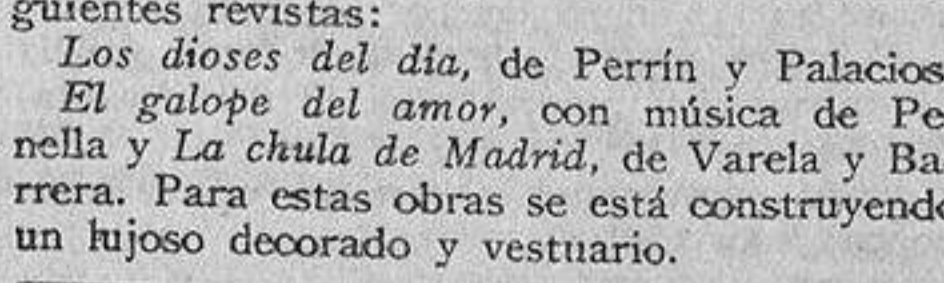 guientes revistas:
Los dioses del día, de Perrín y Palacios
El galope del amor, con música de Pe
nella y La chula de Madrid, de Varela y Ba
rrera. Para estas obras se está construyendo
un lujoso decorado y vestuario.